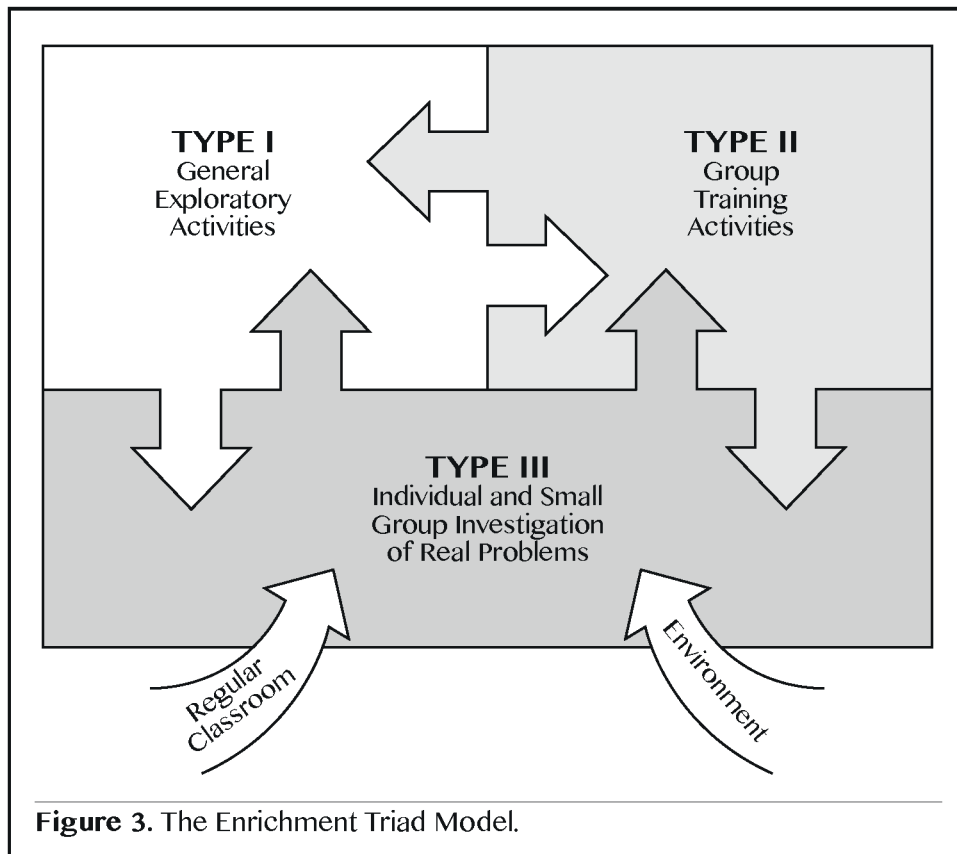 TYPE I
General
Exploratory
Activities
TYPE II
Group
Training
Activities
TYPE III
Individual and Small
Group Investigation
of Real Problems
Regular
Classroom
Environment
Figure 3. The Enrichment Triad Model.